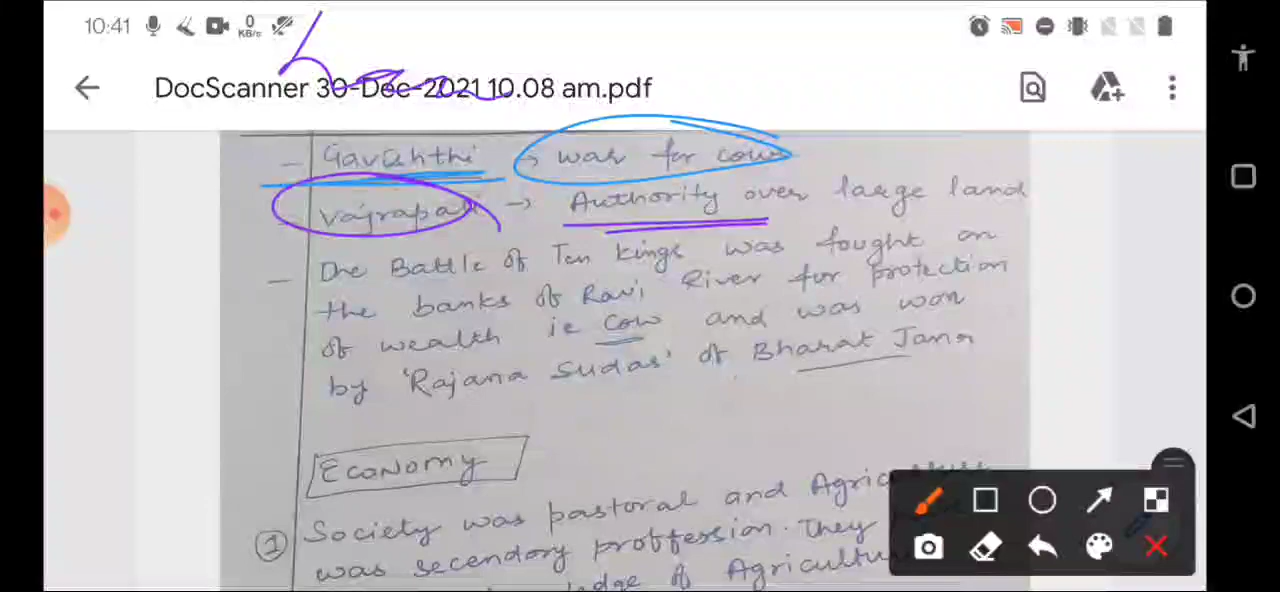 10:41 0 KB/s
DocScanner 30-Dec-2021 10.08 am.pdf
- Gavishthi → war for cows
- Vajrapati → Authority over large land
- The Battle of Ten kings was fought on
the banks of Ravi River for protection
of wealth ie cow and was won
by 'Rajana Sudas' of Bharat Jana
Economy
① Society was pastoral and
was secondary proffession. They
of